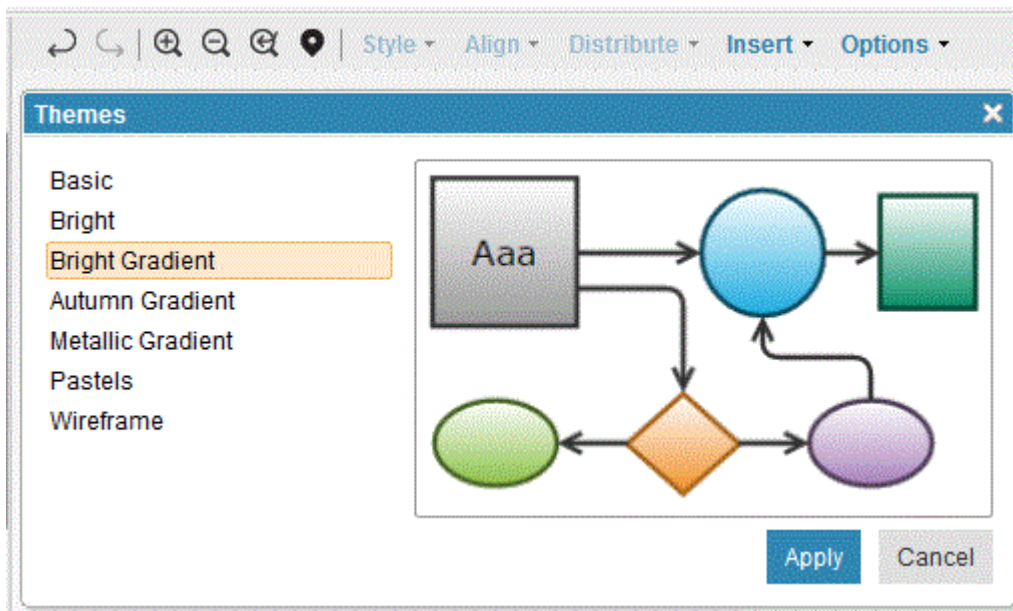 Style Align Distribute Insert Options
Themes
Basic
Bright
Bright Gradient
Autumn Gradient
Metallic Gradient
Pastels
Wireframe
Aaa
Apply Cancel